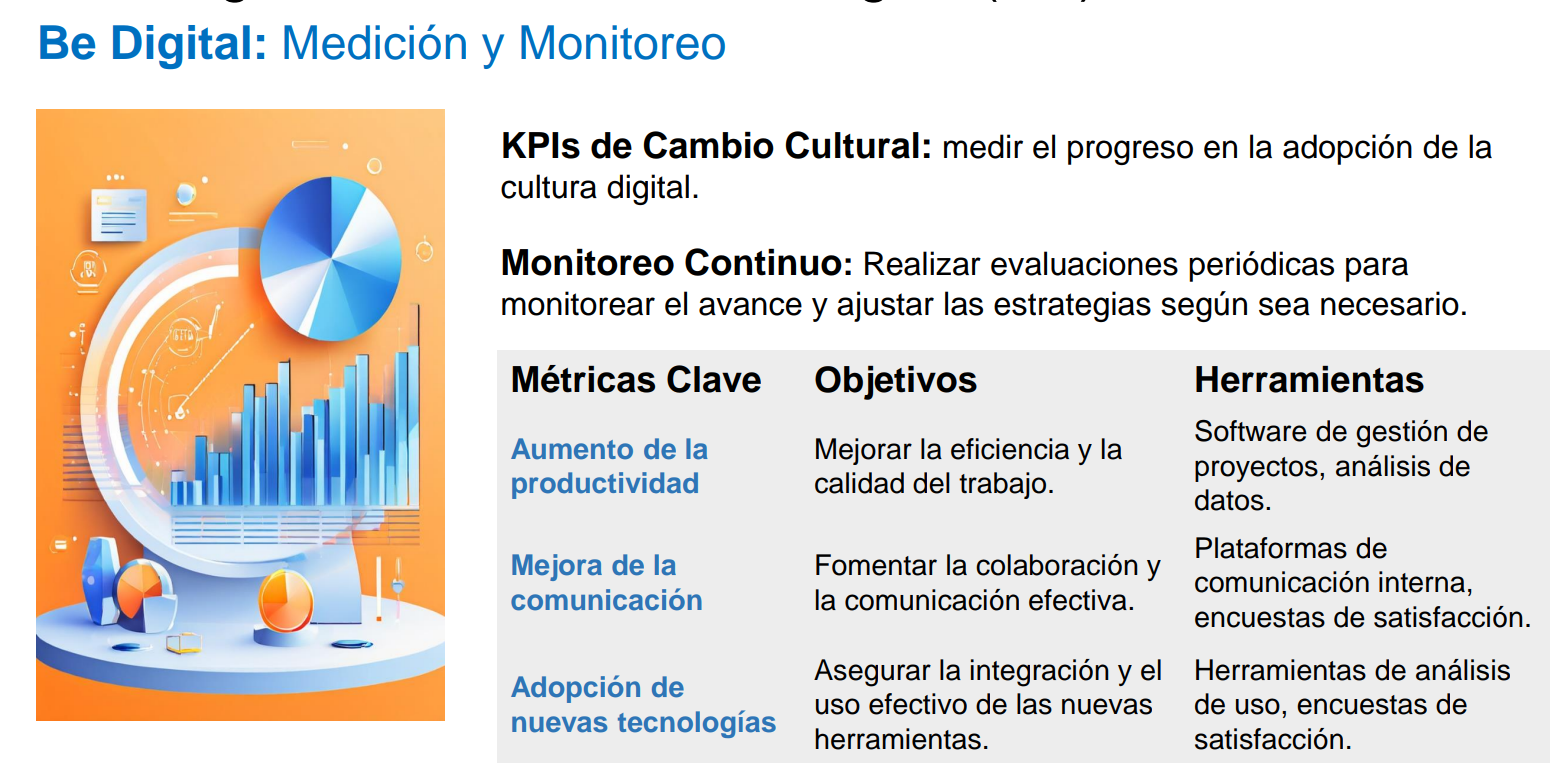 Be Digital: Medición y Monitoreo
KPIs de Cambio Cultural: medir el progreso en la adopción de la
cultura digital.
Monitoreo Continuo: Realizar evaluaciones periódicas para
monitorear el avance y ajustar las estrategias según sea necesario.
Métricas Clave Objetivos Herramientas
Aumento de la
productividad
Mejorar la eficiencia y la
calidad del trabajo.
Software de gestión de
proyectos, análisis de
datos.
Mejora de la
comunicación
Fomentar la colaboración y
la comunicación efectiva.
Plataformas de
comunicación interna,
encuestas de satisfacción.
Adopción de
nuevas tecnologías
Asegurar la integración y el
uso efectivo de las nuevas
herramientas.
Herramientas de análisis
de uso, encuestas de
satisfacción.